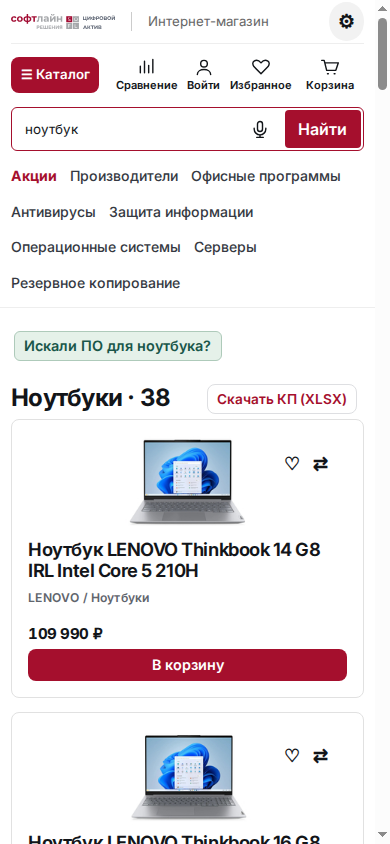 софтлайн
РЕШЕНИЯ
ЦИФРОВОЙ
АКТИВ
Интернет-магазин
Каталог
Сравнение
Войти
Избранное
Корзина
ноутбук
Найти
Акции Производители Офисные программы
Антивирусы Защита информации
Операционные системы Серверы
Резервное копирование
Искали ПО для ноутбука?
Ноутбуки · 38
Скачать КП (XLSX)
Ноутбук LENOVO Thinkbook 14 G8
IRL Intel Core 5 210H
LENOVO / Ноутбуки
109 990 ₽
В корзину
Ноутбук LENOVO Thinkbook 16 G8